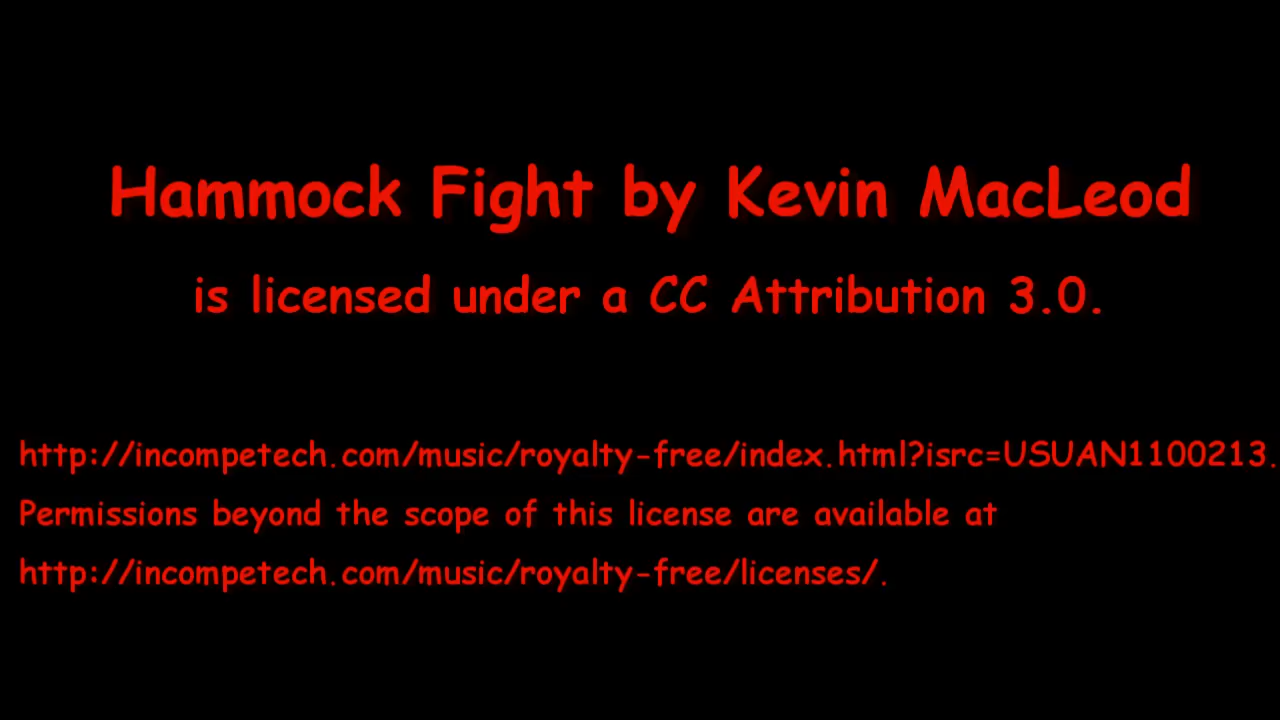 Hammock Fight by Kevin MacLeod
is licensed under a CC Attribution 3.0.
http://incompetech.com/music/royalty-free/index.html?isrc=USUAN1100213.
Permissions beyond the scope of this license are available at
http://incompetech.com/music/royalty-free/licenses/.